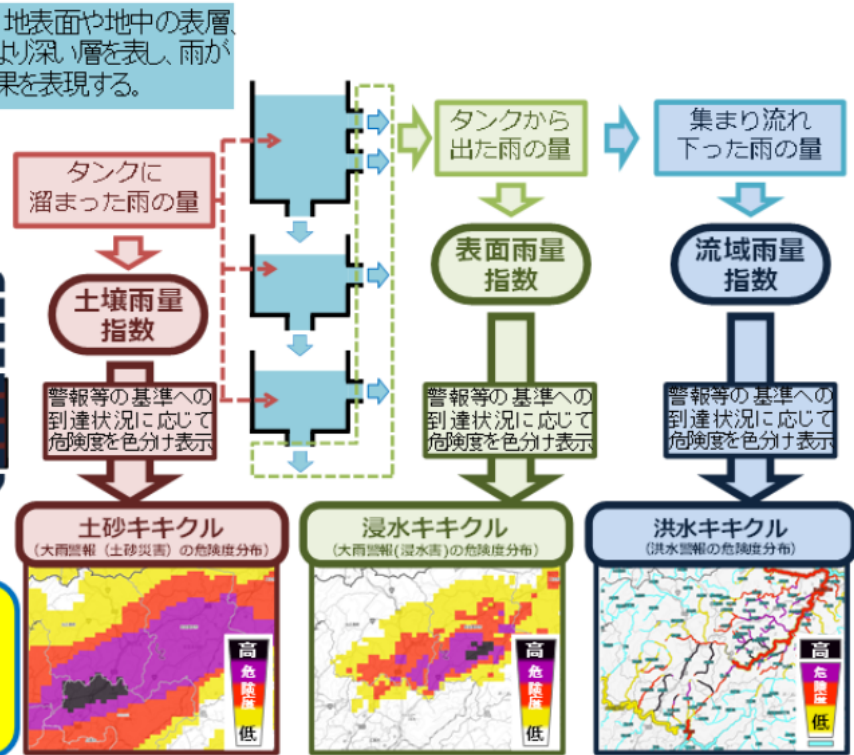 地表面や地中の表層、
より深い層を表し、雨が
果を表現する。
タンクに
溜まった雨の量
タンクから
出た雨の量
集まり流れ
下った雨の量
土壌雨量
指数
表面雨量
指数
流域雨量
指数
警報等の基準への
到達状況に応じて
危険度を色分け表示
警報等の基準への
到達状況に応じて
危険度を色分け表示
警報等の基準への
到達状況に応じて
危険度を色分け表示
土砂キキクル
(大雨警報(土砂災害)の危険度分布)
浸水キキクル
(大雨警報(浸水害)の危険度分布)
洪水キキクル
(洪水警報の危険度分布)
高
危険度
低
高
危険度
低
高
危険度
低